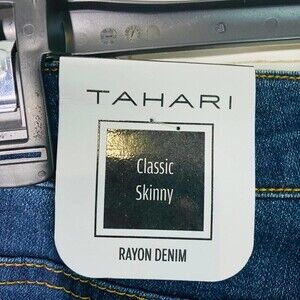 TAHARI
Classic
Skinny
RAYON DENIM